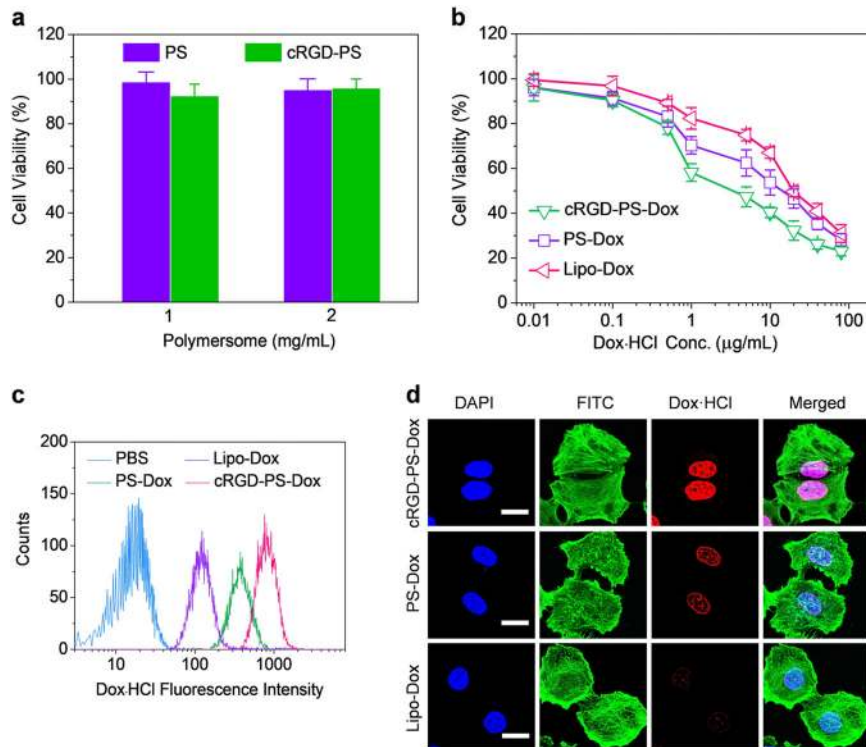 a
PS
cRGD-PS
120
100
80
60
40
20
0
Cell Viability (%)
1
2
Polymersome (mg/mL)
b
120
100
80
60
40
20
0
Cell Viability (%)
cRGD-PS-Dox
PS-Dox
Lipo-Dox
0.01
0.1
1
10
100
Dox·HCl Conc. (μg/mL)
c
200
150
100
50
0
Counts
PBS
Lipo-Dox
PS-Dox
cRGD-PS-Dox
10
100
1000
Dox·HCl Fluorescence Intensity
d
DAPI
FITC
Dox·HCl
Merged
cRGD-PS-Dox
PS-Dox
Lipo-Dox